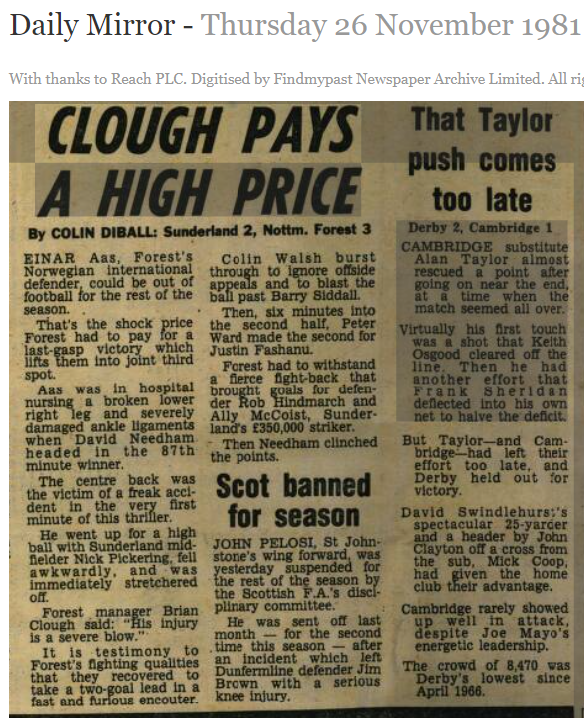 Daily Mirror - Thursday 26 November 1981
With thanks to Reach PLC. Digitised by Findmypast Newspaper Archive Limited. All
CLOUGH PAYS
A HIGH PRICE
By COLIN DIBALL: Sunderland 2, Nottm. Forest 3
EINAR Aas, Forest's
Norwegian international
defender, could be out of
football for the rest of the
season.
That's the shock price
Forest had to pay for a
last-gasp victory which
lifts them into joint third
spot.
Aas was in hospital
nursing a broken lower
right leg and severely
damaged ankle ligaments
when David Needham
headed in the 87th
minute winner.
The centre back was
the victim of a freak acci-
dent in the very first
minute of this thriller.
He went up for a high
ball with Sunderland mid-
fielder Nick Pickering, fell
awkwardly, and was
immediately stretchered
off.
Forest manager Brian
Clough said: "His injury
is a severe blow."
It is testimony to
Forest's fighting qualities
that they recovered to
take a two-goal lead in a
fast and furious encouter.
Colin Walsh burst
through to ignore offside
appeals and to blast the
ball past Barry Siddall.
Then, six minutes into
the second half, Peter
Ward made the second for
Justin Fashanu.
Forest had to withstand
a fierce fight-back that
brought goals for defen-
der Rob Hindmarch and
Ally McCoist, Sunder-
land's £350,000 striker.
Then Needham clinched
the points.
Scot banned
for season
JOHN PELOSI, St John-
stone's wing forward, was
yesterday suspended for
the rest of the season by
the Scottish F.A.'s disci-
plinary committee.
He was sent off last
month — for the second
time this season — after
an incident which left
Dunfermline defender Jim
Brown with a serious
knee injury.
That Taylor
push comes
too late
Derby 2, Cambridge 1
CAMBRIDGE substitute
Alan Taylor almost
rescued a point after
going on near the end,
at a time when the
match seemed all over.
Virtually his first touch
was a shot that Keith
Osgood cleared off the
line. Then he had
another effort that
Frank Sheridan
deflected into his own
net to halve the deficit.
But Taylor—and Cam-
bridge—had left their
effort too late, and
Derby held out for
victory.
David Swindlehurst's
spectacular 25-yarder
and a header by John
Clayton off a cross from
the sub, Mick Coop,
had given the home
club their advantage.
Cambridge rarely showed
up well in attack,
despite Joe Mayo's
energetic leadership.
The crowd of 8,470 was
Derby's lowest since
April 1966.